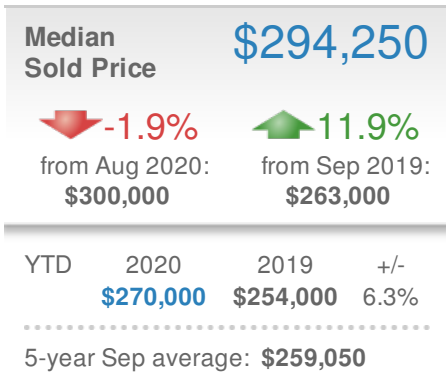 Median $294,250
Sold Price
-1.9% 11.9%
from Aug 2020: from Sep 2019:
$300,000 $263,000
YTD 2020 2019 +/-
$270,000 $254,000 6.3%
5-year Sep average: $259,050